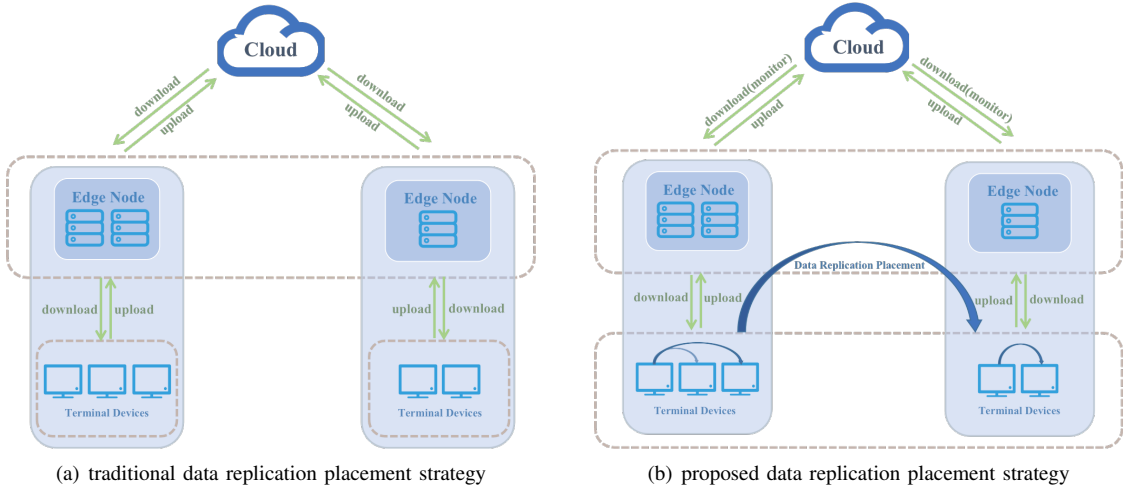 Cloud
download
upload
download
upload
Edge Node
Edge Node
download
upload
upload
download
Terminal Devices
Terminal Devices
(a) traditional data replication placement strategy
Cloud
download(monitor)
upload
download(monitor)
upload
Edge Node
Edge Node
Data Replication Placement
download
upload
upload
download
Terminal Devices
Terminal Devices
(b) proposed data replication placement strategy